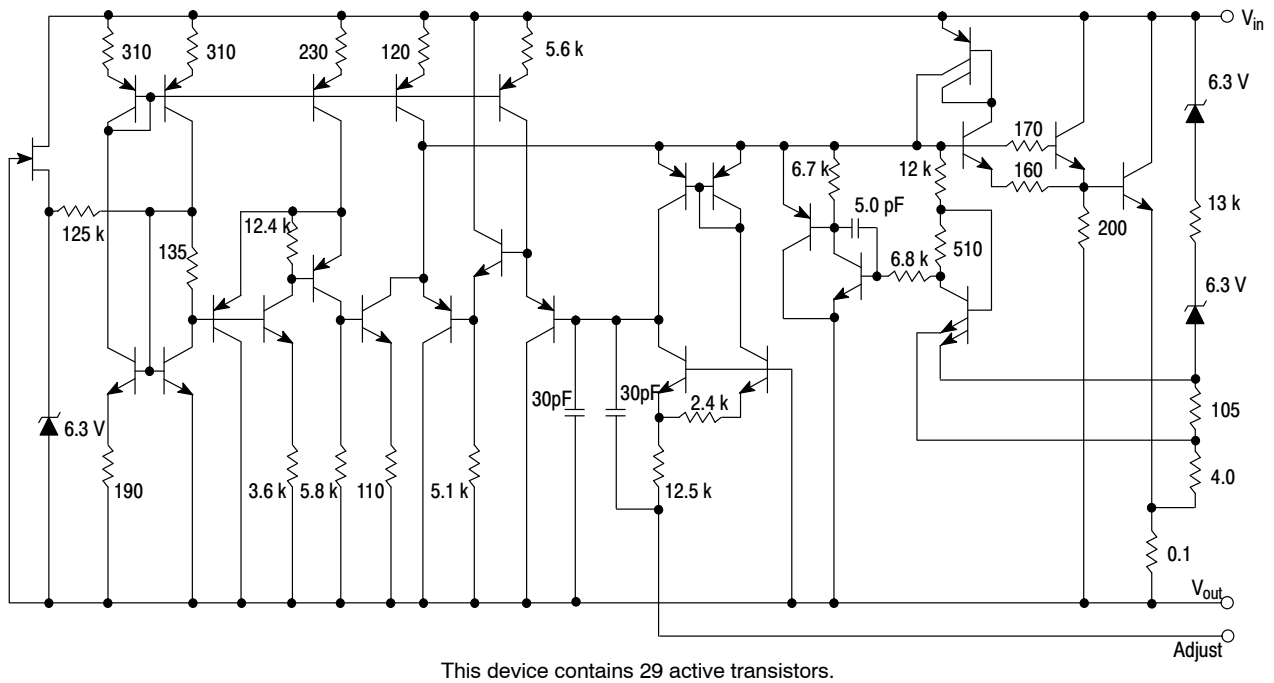 310
310
230
120
5.6 k
V_in
6.3 V
170
160
6.7 k
12 k
5.0 pF
13 k
125 k
135
12.4 k
200
6.8 k
510
6.3 V
30pF
30pF
2.4 k
105
6.3 V
190
3.6 k
5.8 k
110
5.1 k
12.5 k
4.0
0.1
V_out
Adjust
This device contains 29 active transistors.